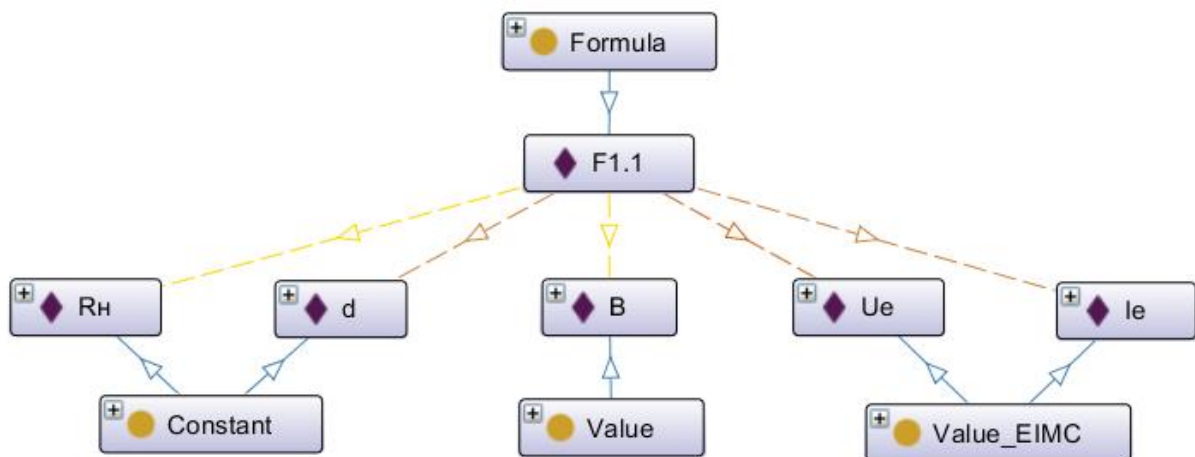 Formula
F1.1
Rн
d
B
Ue
Ie
Constant
Value
Value_EIMC